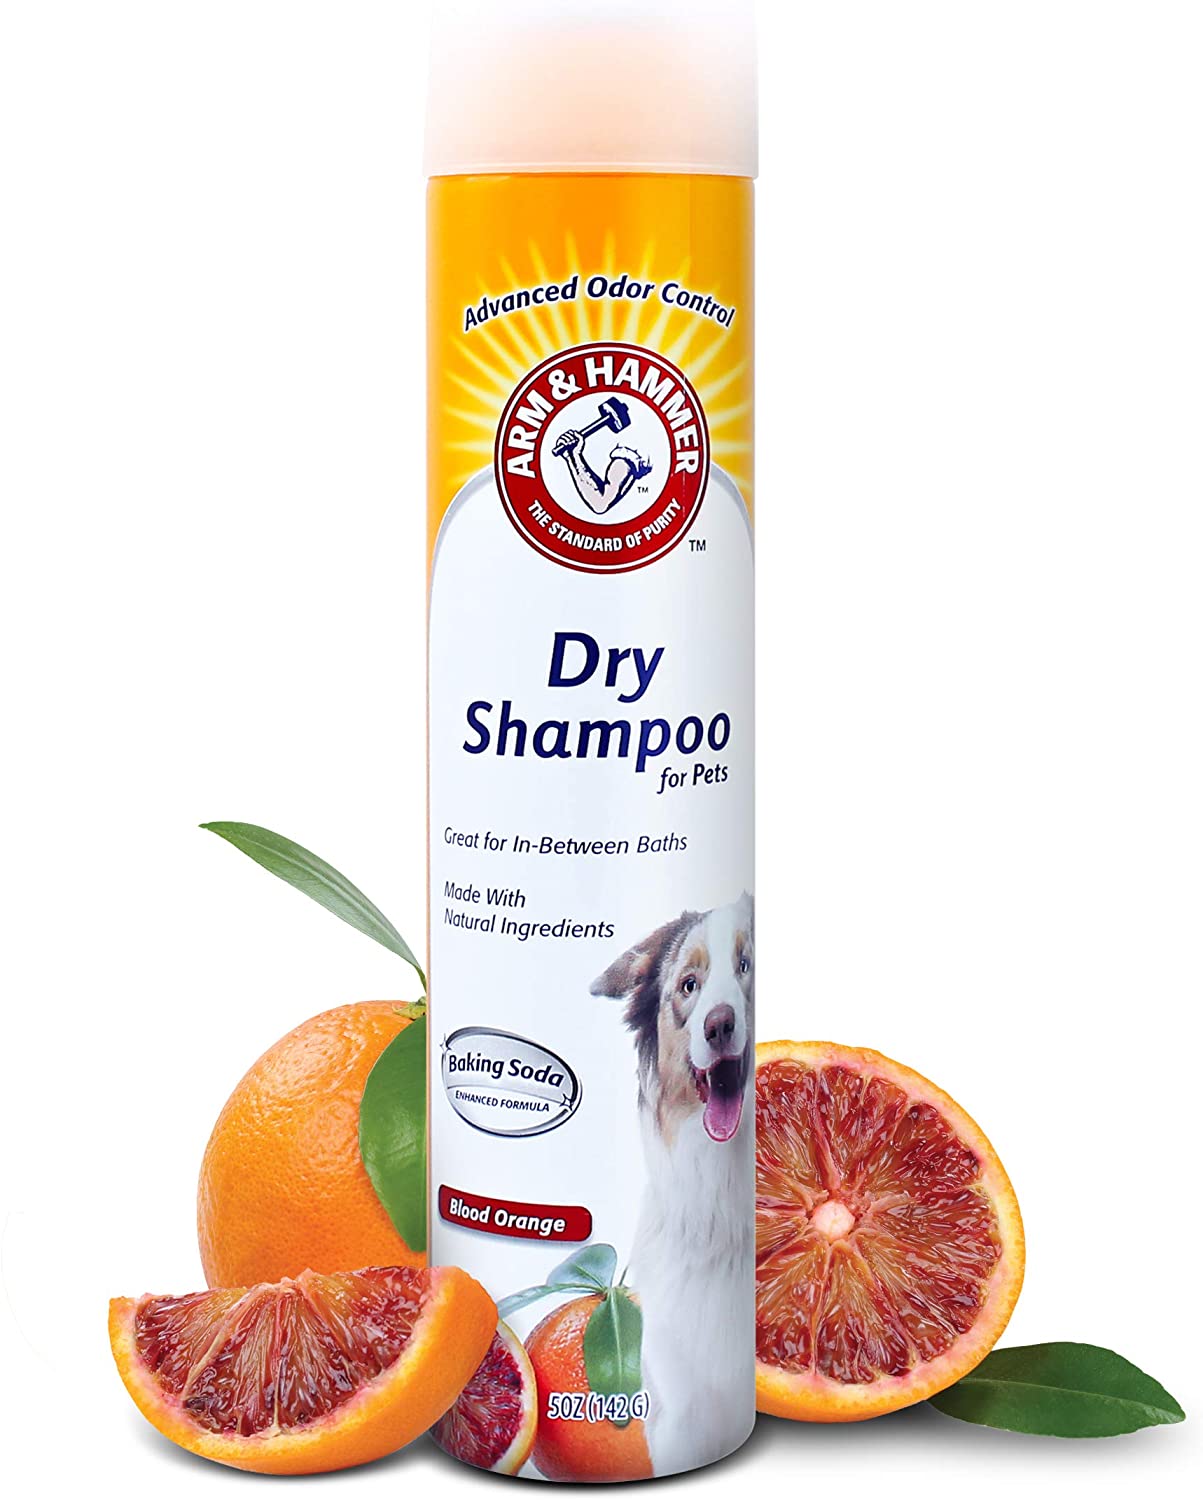 Advanced Odor Control
ARM & HAMMER
TM
THE STANDARD OF PURITY
TM
Dry
Shampoo
for Pets
Great for In-Between Baths
Made With
Natural Ingredients
Baking Soda
ENHANCED FORMULA
Blood Orange
5OZ (142 G)